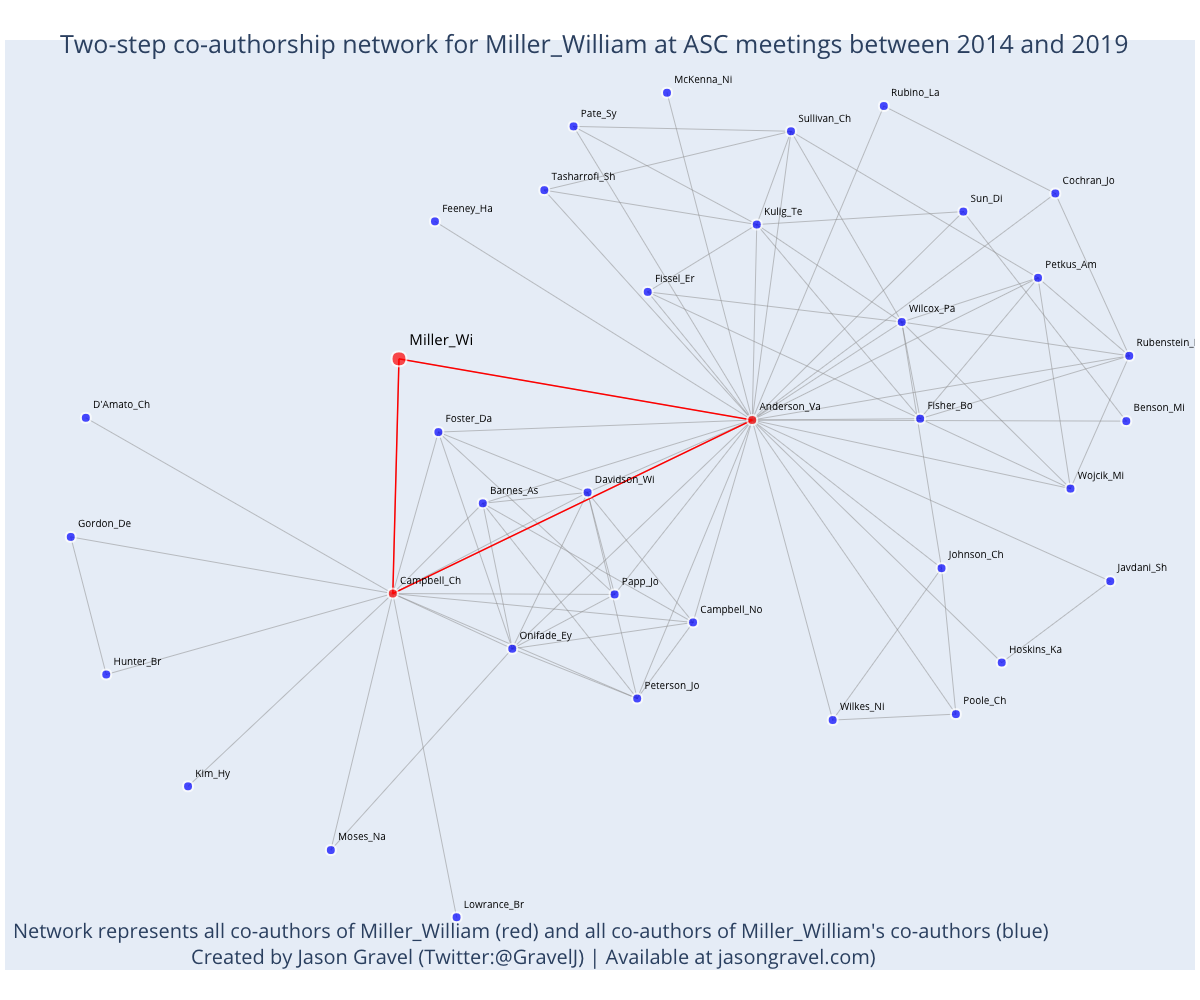 Two-step co-authorship network for Miller_William at ASC meetings between 2014 and 2019
McKenna_Ni
Rubino_La
Pate_Sy
Sullivan_Ch
Tasharrofi_Sh
Cochran_Jo
Sun_Di
Feeney_Ha
Kulig_Te
Petkus_Am
Fissel_Er
Wilcox_Pa
Miller_Wi
Rubenstein_
D'Amato_Ch
Anderson_Va
Fisher_Bo
Benson_Mi
Foster_Da
Davidson_Wi
Wojcik_Mi
Barnes_As
Gordon_De
Johnson_Ch
Javdani_Sh
Campbell_Ch
Papp_Jo
Campbell_No
Onifade_Ey
Hoskins_Ka
Hunter_Br
Peterson_Jo
Poole_Ch
Wilkes_Ni
Kim_Hy
Moses_Na
Lowrance_Br
Network represents all co-authors of Miller_William (red) and all co-authors of Miller_William's co-authors (blue)
Created by Jason Gravel (Twitter:@GravelJ) | Available at jasongravel.com)